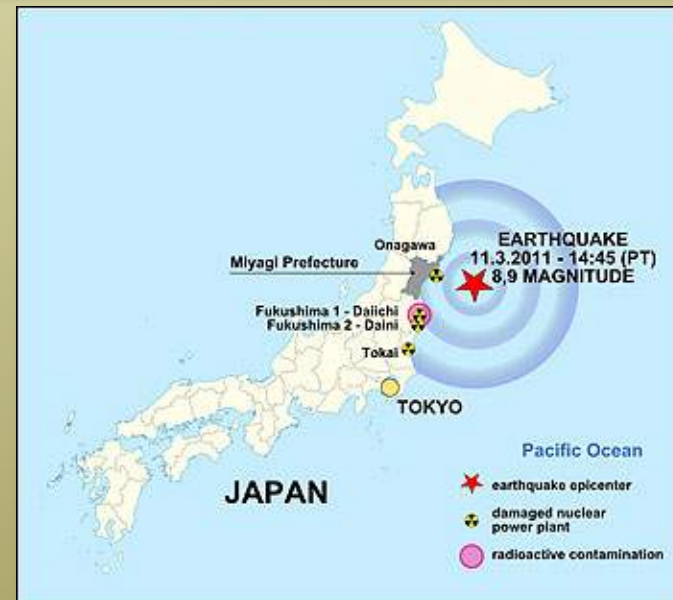 Onagawa
EARTHQUAKE
11.3.2011 - 14:45 (PT)
8,9 MAGNITUDE
Miyagi Prefecture
Fukushima 1 - Daiichi
Fukushima 2 - Daini
Tokai
TOKYO
JAPAN
Pacific Ocean
earthquake epicenter
damaged nuclear
power plant
radioactive contamination